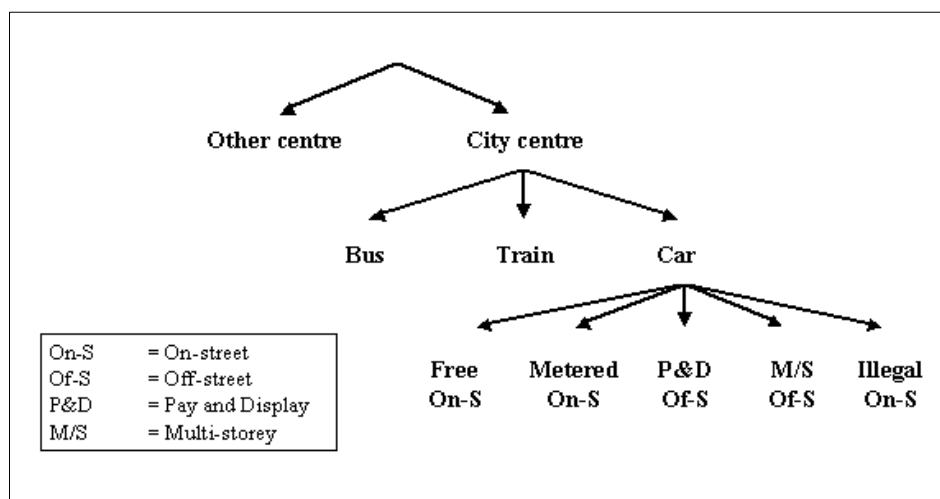 Other centre City centre
Bus Train Car
Free Metered P&D M/S Illegal
On-S On-S Of-S Of-S On-S
On-S = On-street
Of-S = Off-street
P&D = Pay and Display
M/S = Multi-storey